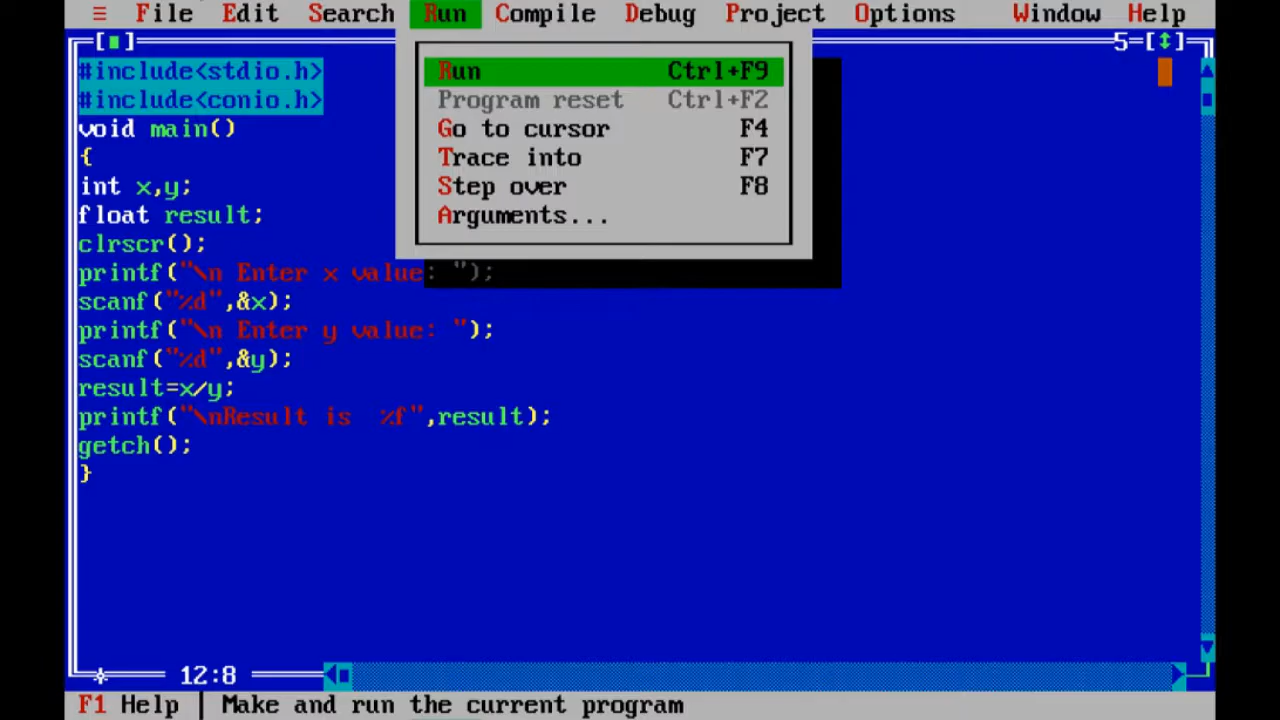 ≡ File Edit Search Run Compile Debug Project Options Window Help
[■] 5=[↕]
Run Ctrl+F9
Program reset Ctrl+F2
Go to cursor F4
Trace into F7
Step over F8
Arguments...
#include<stdio.h>
#include<conio.h>
void main()
{
int x,y;
float result;
clrscr();
printf("\n Enter x value: ");
scanf("%d",&x);
printf("\n Enter y value: ");
scanf("%d",&y);
result=x/y;
printf("\nResult is  %f",result);
getch();
}
12:8
F1 Help | Make and run the current program